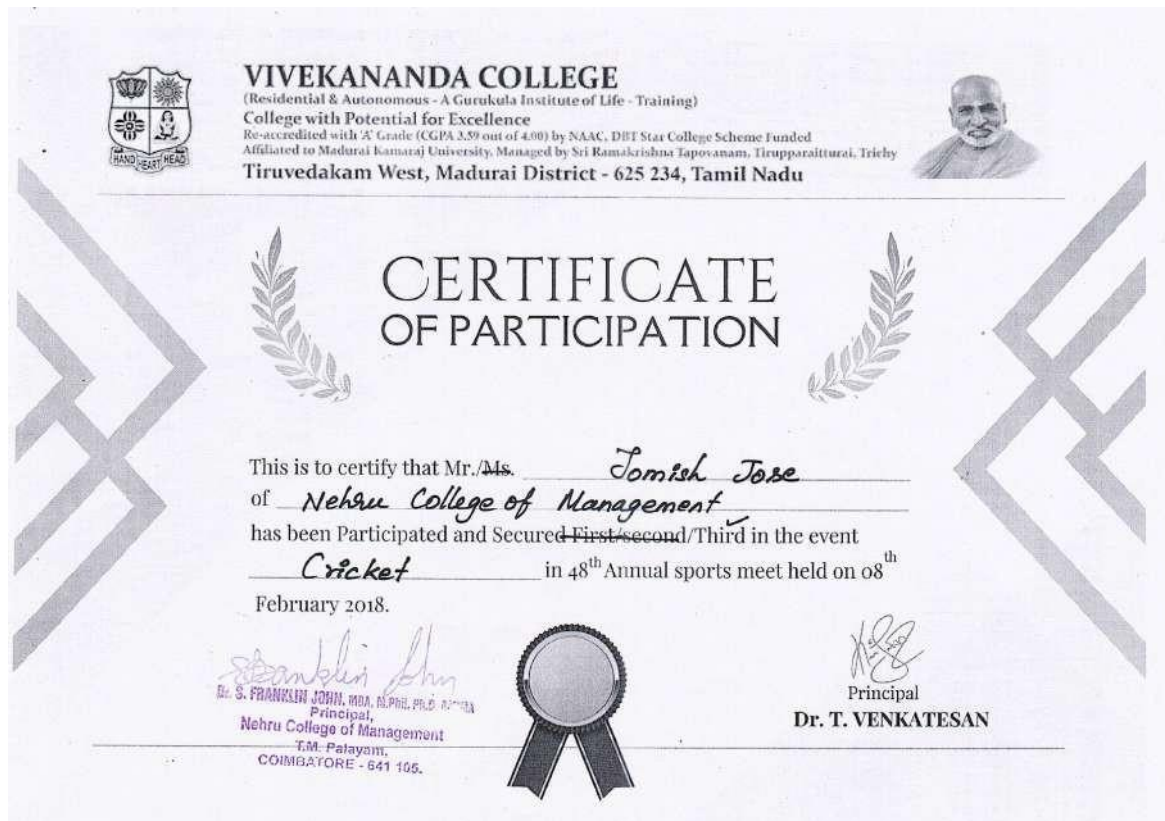 VIVEKANANDA COLLEGE
(Residential & Autonomous - A Gurukula Institute of Life - Training)
College with Potential for Excellence
Re-accredited with 'A' Grade (CGPA 3.59 out of 4.00) by NAAC, DBT Star College Scheme Funded
Affiliated to Madurai Kamaraj University, Managed by Sri Ramakrishna Tapovanam, Tirupparaitturai, Trichy
Tiruvedakam West, Madurai District - 625 234, Tamil Nadu
HAND HEART HEAD
CERTIFICATE
OF PARTICIPATION
This is to certify that Mr./Ms. Jomish Jose
of Nehru College of Management
has been Participated and Secured First/second/Third in the event
Cricket in 48th Annual sports meet held on 08th
February 2018.
Franklin John
Dr. S. FRANKLIN JOHN, MBA, M.Phil, Ph.D
Principal,
Nehru College of Management
T.M. Palayam,
COIMBATORE - 641 105.
Principal
Dr. T. VENKATESAN